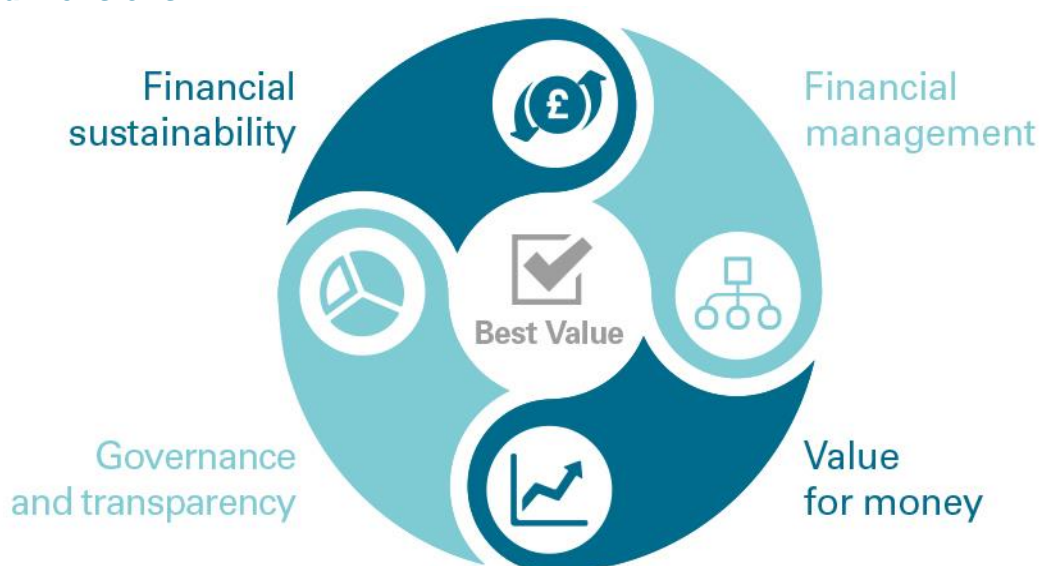 Financial
sustainability
Financial
management
£
Best Value
Governance
and transparency
Value
for money